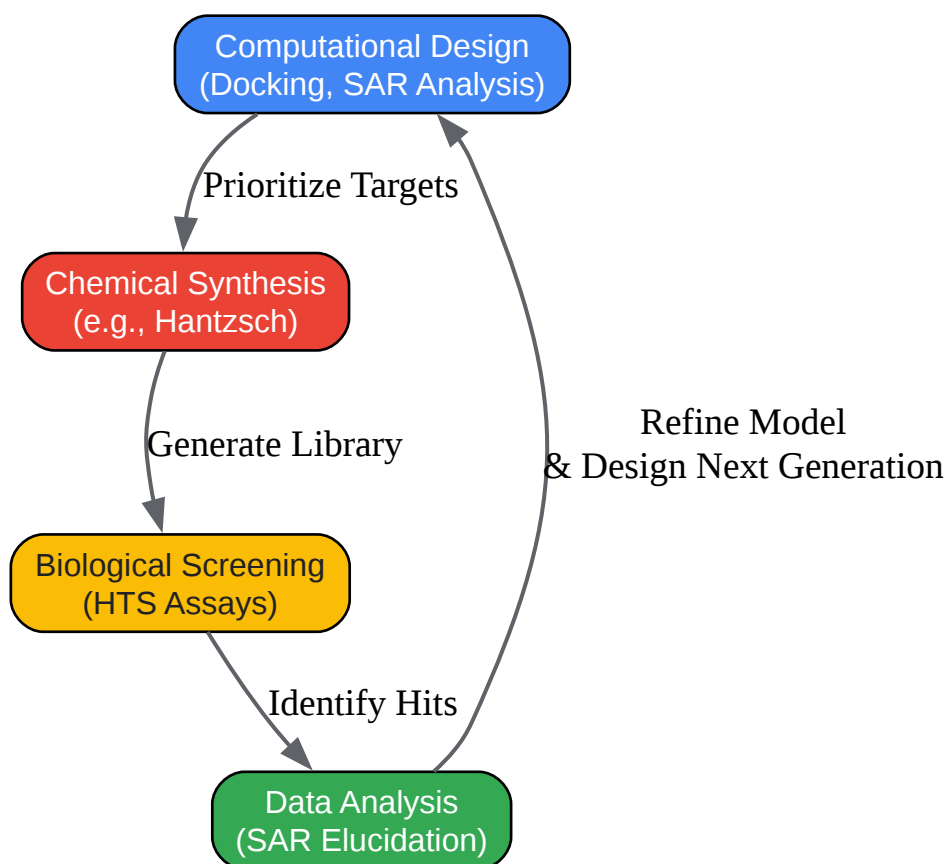 Computational Design
(Docking, SAR Analysis)
Prioritize Targets
Chemical Synthesis
(e.g., Hantzsch)
Generate Library
Refine Model
& Design Next Generation
Biological Screening
(HTS Assays)
Identify Hits
Data Analysis
(SAR Elucidation)